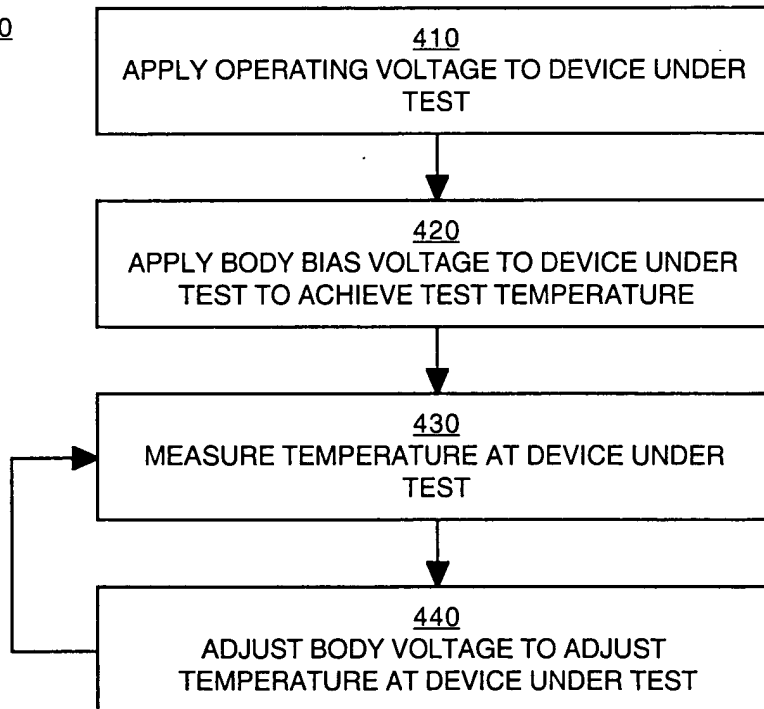 0
410
APPLY OPERATING VOLTAGE TO DEVICE UNDER
TEST
420
APPLY BODY BIAS VOLTAGE TO DEVICE UNDER
TEST TO ACHIEVE TEST TEMPERATURE
430
MEASURE TEMPERATURE AT DEVICE UNDER
TEST
440
ADJUST BODY VOLTAGE TO ADJUST
TEMPERATURE AT DEVICE UNDER TEST